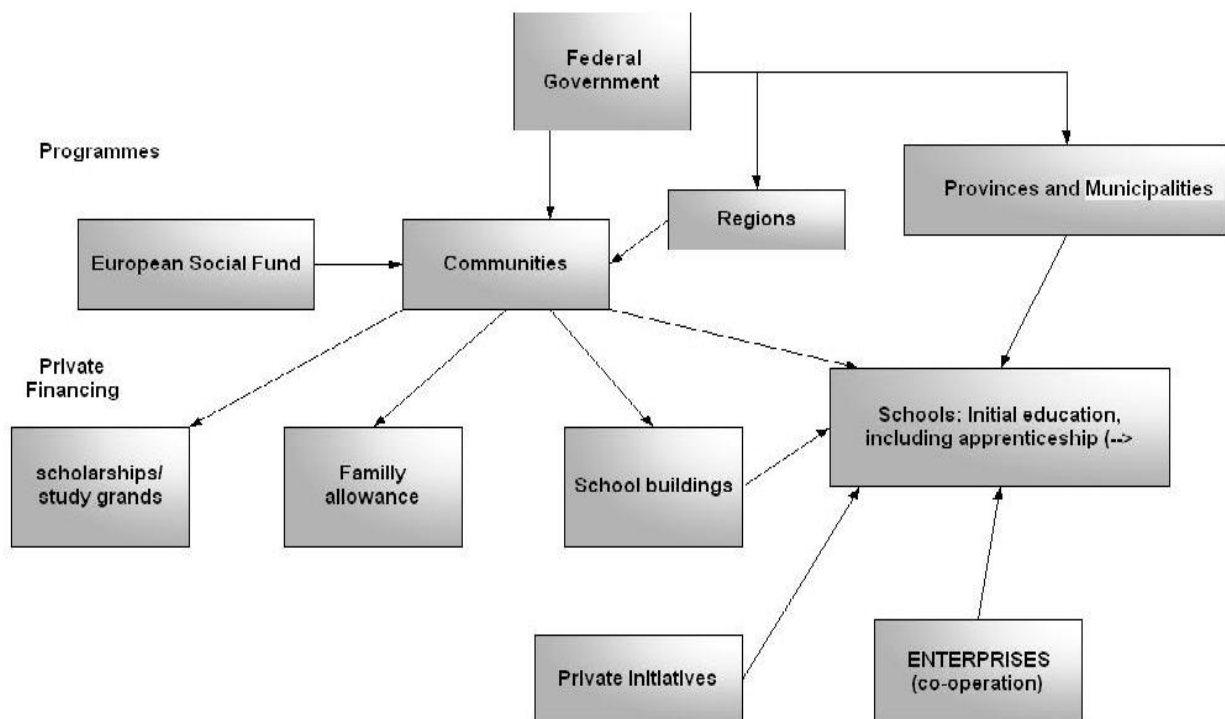 Federal
Government
Programmes
Provinces and Municipalities
Regions
European Social Fund
Communities
Private
Financing
Schools: Initial education,
including apprenticeship (-->
scholarships/
study grands
Familly
allowance
School buildings
Private Initiatives
ENTERPRISES
(co-operation)